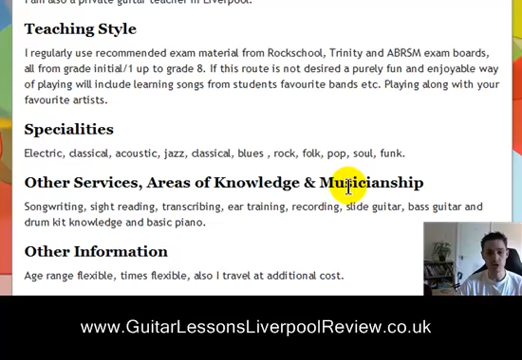 I am also a private guitar teacher in Liverpool.
Teaching Style
I regularly use recommended exam material from Rockschool, Trinity and ABRSM exam boards,
all from grade initial/1 up to grade 8. If this route is not desired a purely fun and enjoyable way
of playing will include learning songs from students favourite bands etc. Playing along with your
favourite artists.
Specialities
Electric, classical, acoustic, jazz, classical, blues , rock, folk, pop, soul, funk.
Other Services, Areas of Knowledge & Musicianship
Songwriting, sight reading, transcribing, ear training, recording, slide guitar, bass guitar and
drum kit knowledge and basic piano.
Other Information
Age range flexible, times flexible, also I travel at additional cost.
www.GuitarLessonsLiverpoolReview.co.uk